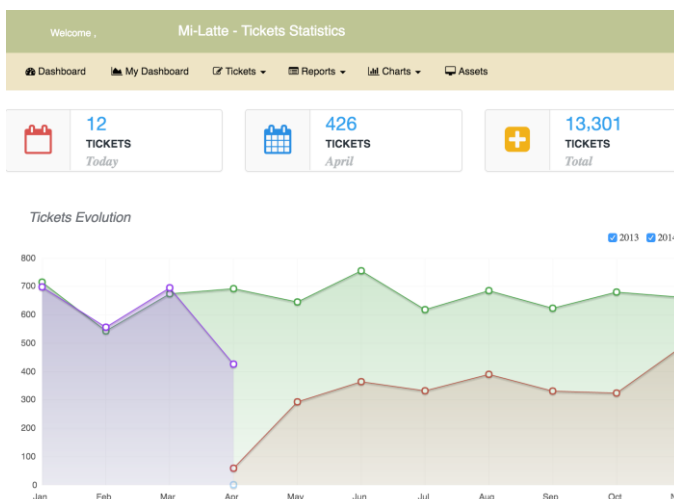 Welcome ,
Mi-Latte - Tickets Statistics
Dashboard My Dashboard Tickets Reports Charts Assets
12
TICKETS
Today
426
TICKETS
April
13,301
TICKETS
Total
Tickets Evolution
2013 2014
800
700
600
500
400
300
200
100
0
Jan Feb Mar Apr May Jun Jul Aug Sep Oct